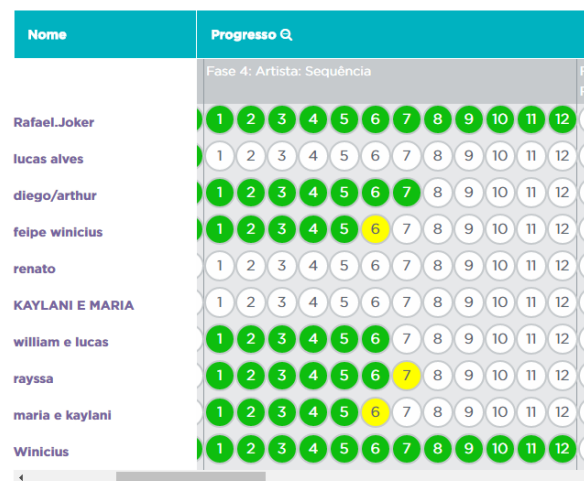 Nome Progresso
Fase 4: Artista: Sequência
Rafael.Joker 1 2 3 4 5 6 7 8 9 10 11 12
lucas alves 1 2 3 4 5 6 7 8 9 10 11 12
diego/arthur 1 2 3 4 5 6 7 8 9 10 11 12
feipe winicius 1 2 3 4 5 6 7 8 9 10 11 12
renato 1 2 3 4 5 6 7 8 9 10 11 12
KAYLANI E MARIA 1 2 3 4 5 6 7 8 9 10 11 12
william e lucas 1 2 3 4 5 6 7 8 9 10 11 12
rayssa 1 2 3 4 5 6 7 8 9 10 11 12
maria e kaylani 1 2 3 4 5 6 7 8 9 10 11 12
Winicius 1 2 3 4 5 6 7 8 9 10 11 12